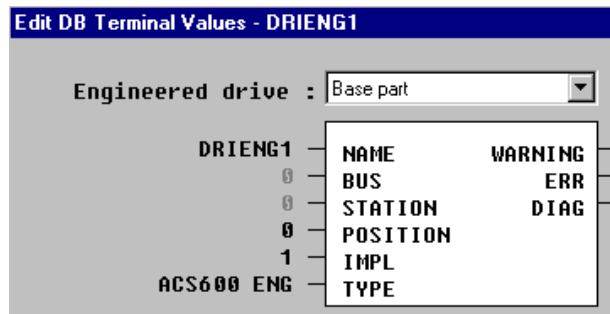 Edit DB Terminal Values - DRIENG1
Engineered drive : Base part
DRIENG1 NAME WARNING
0 BUS ERR
0 STATION DIAG
0 POSITION
1 IMPL
ACS600 ENG TYPE